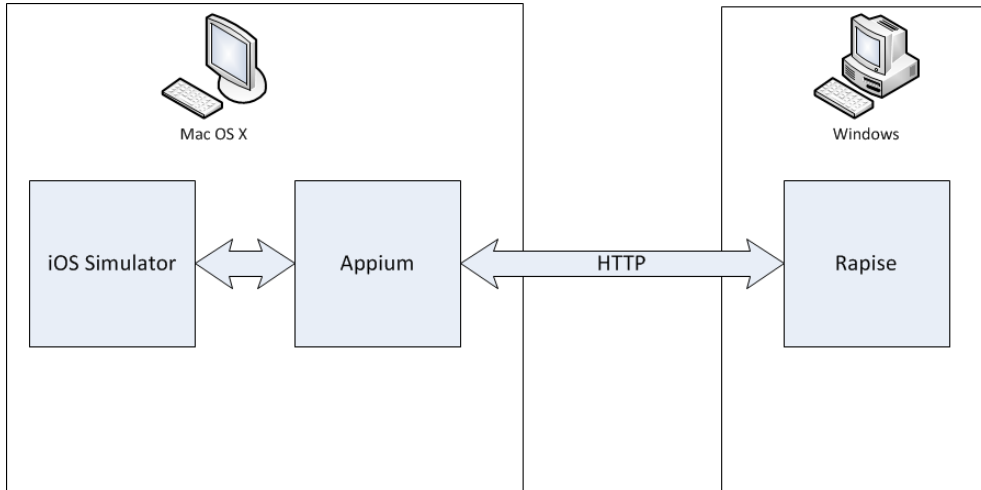 Mac OS X
Windows
iOS Simulator
Appium
HTTP
Rapise